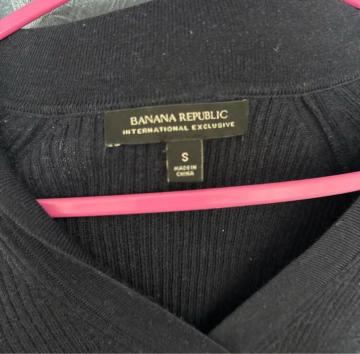 BANANA REPUBLIC
INTERNATIONAL EXCLUSIVE
S
MADE IN
CHINA